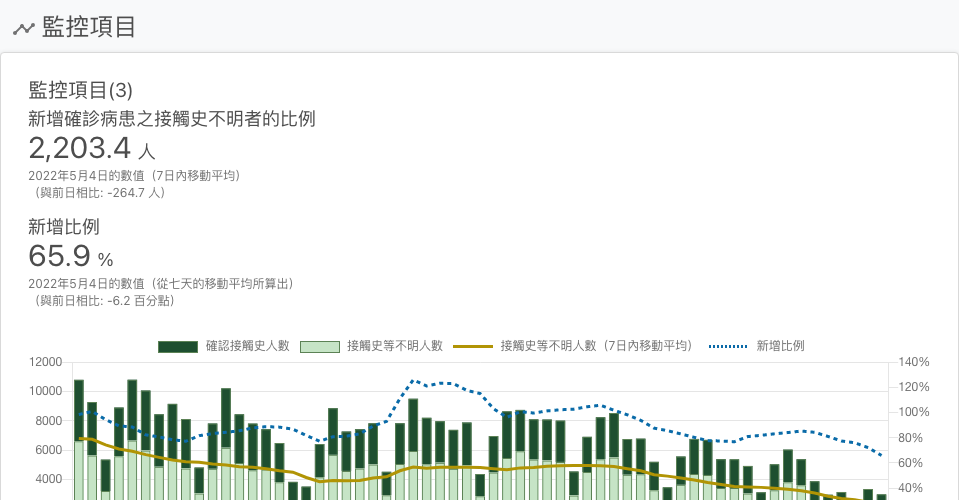 監控項目
監控項目(3)
新增確診病患之接觸史不明者的比例
2,203.4 人
2022年5月4日的數值（7日內移動平均）
（與前日相比: -264.7 人）
新增比例
65.9 %
2022年5月4日的數值（從七天的移動平均所算出）
（與前日相比: -6.2 百分點）
確認接觸史人數 接觸史等不明人數 接觸史等不明人數（7日內移動平均） 新增比例
12000 140%
10000 120%
8000 100%
6000 80%
4000 60%
40%